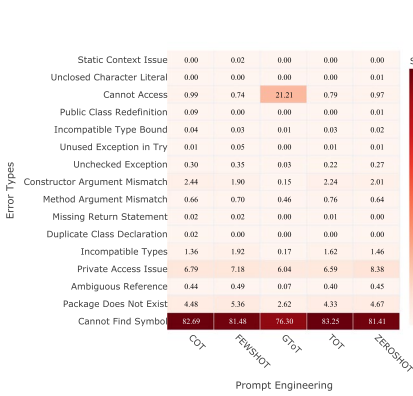 S
Static Context Issue 0.00 0.02 0.00 0.00 0.00
Unclosed Character Literal 0.00 0.00 0.00 0.00 0.01
Cannot Access 0.99 0.74 21.21 0.79 0.97
Public Class Redefinition 0.09 0.00 0.00 0.00 0.01
Incompatible Type Bound 0.04 0.03 0.01 0.03 0.02
Unused Exception in Try 0.01 0.05 0.00 0.01 0.01
Unchecked Exception 0.30 0.35 0.03 0.22 0.27
Constructor Argument Mismatch 2.44 1.90 0.15 2.24 2.01
Method Argument Mismatch 0.66 0.70 0.46 0.76 0.64
Missing Return Statement 0.02 0.02 0.00 0.01 0.00
Duplicate Class Declaration 0.02 0.00 0.00 0.00 0.00
Incompatible Types 1.36 1.92 0.17 1.62 1.46
Private Access Issue 6.79 7.18 6.04 6.59 8.38
Ambiguous Reference 0.44 0.49 0.07 0.40 0.45
Package Does Not Exist 4.48 5.36 2.62 4.33 4.67
Cannot Find Symbol 82.69 81.48 76.30 83.25 81.41
COT FEWSHOT GToT TOT ZEROSHOT
Prompt Engineering
Error Types